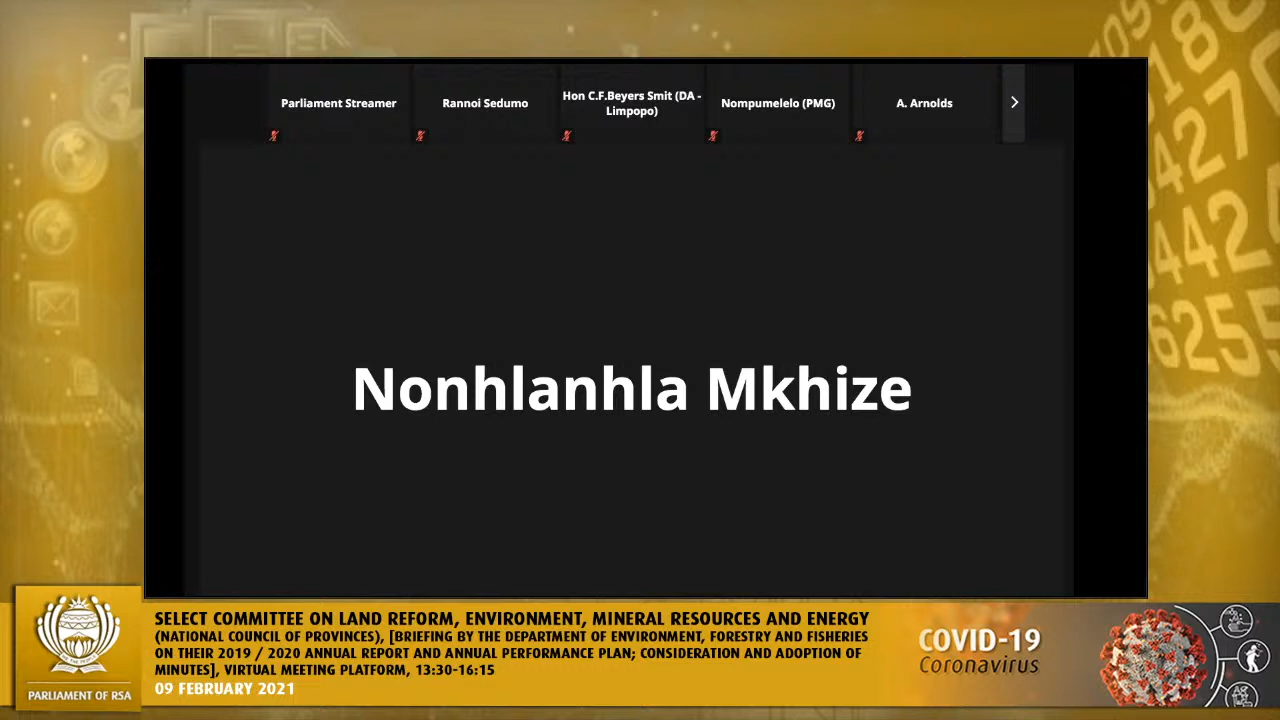 Parliament Streamer
Rannoi Sedumo
Hon C.F.Beyers Smit (DA -
Limpopo)
Nompumelelo (PMG)
A. Arnolds
Nonhlanhla Mkhize
SELECT COMMITTEE ON LAND REFORM, ENVIRONMENT, MINERAL RESOURCES AND ENERGY
(NATIONAL COUNCIL OF PROVINCES), [BRIEFING BY THE DEPARTMENT OF ENVIRONMENT, FORESTRY AND FISHERIES
ON THEIR 2019 / 2020 ANNUAL REPORT AND ANNUAL PERFORMANCE PLAN; CONSIDERATION AND ADOPTION OF
MINUTES], VIRTUAL MEETING PLATFORM, 13:30-16:15
09 FEBRUARY 2021
PARLIAMENT OF RSA
COVID-19
Coronavirus